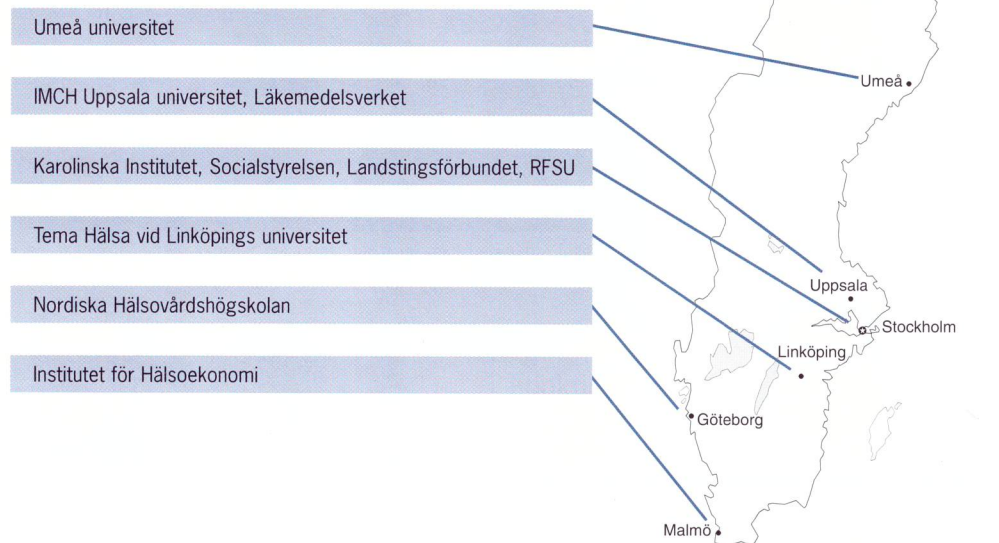 Umeå universitet
IMCH Uppsala universitet, Läkemedelsverket
Karolinska Institutet, Socialstyrelsen, Landstingsförbundet, RFSU
Tema Hälsa vid Linköpings universitet
Nordiska Hälsovårdshögskolan
Institutet för Hälsoekonomi
Umeå
Uppsala
Stockholm
Linköping
Göteborg
Malmö